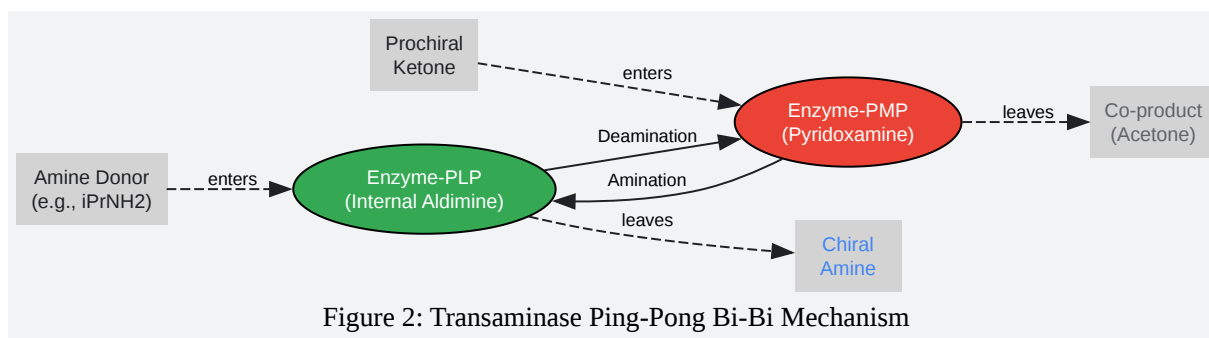 Prochiral
Ketone
enters
Enzyme-PMP
(Pyridoxamine)
leaves
Co-product
(Acetone)
Deamination
Amine Donor
(e.g., iPrNH2)
enters
Enzyme-PLP
(Internal Aldimine)
Amination
leaves
Chiral
Amine
Figure 2: Transaminase Ping-Pong Bi-Bi Mechanism